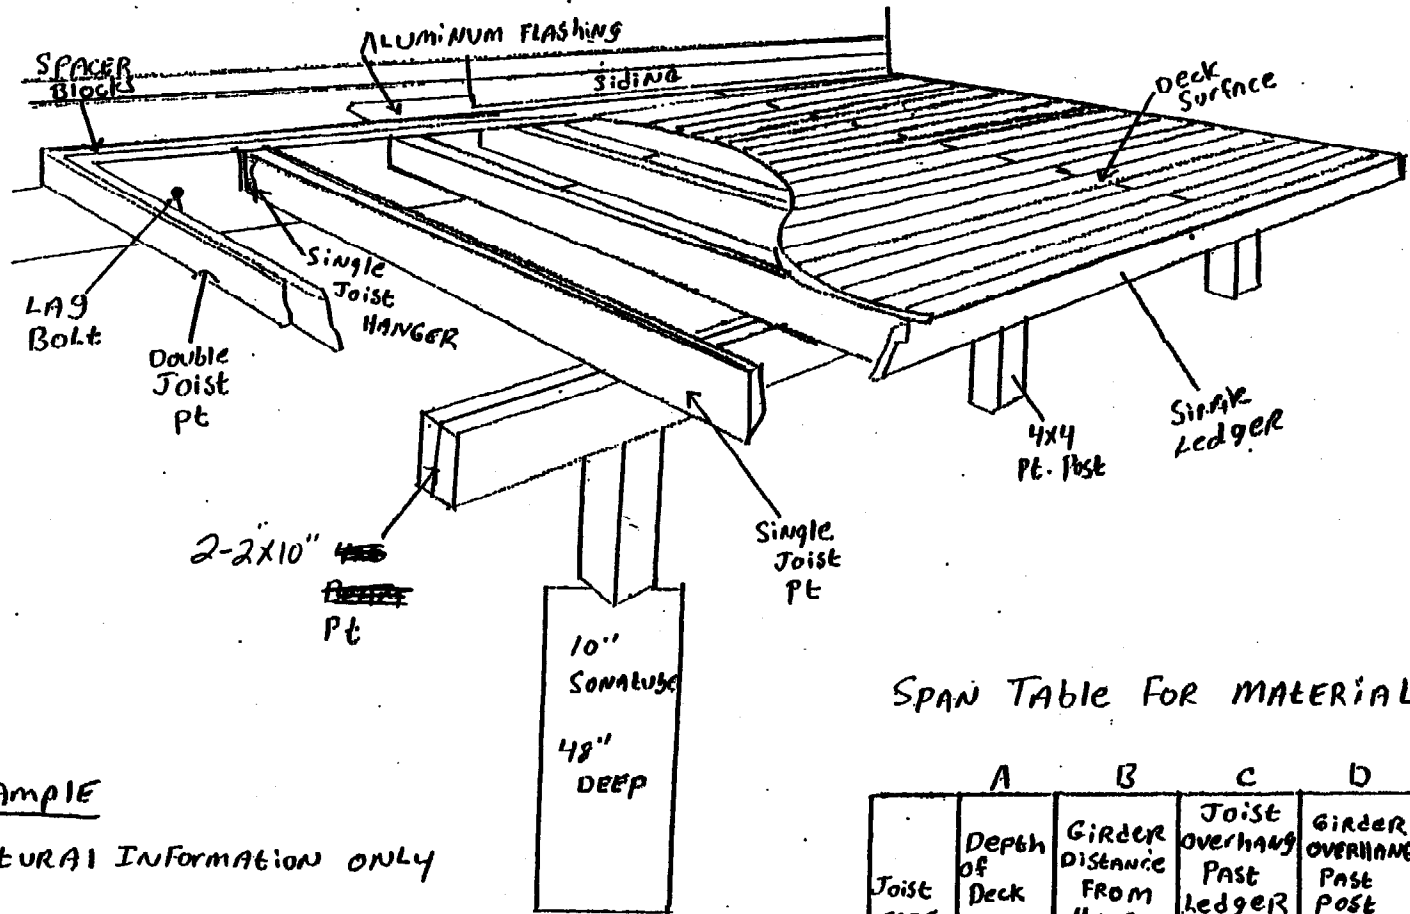 ALUMINUM FLASHING
SPACER
Blocks
SIDING
Deck
Surface
Single
Joist
HANGER
LAG
Bolt
Double
Joist
Pt
Single
Ledger
4x4
Pt. Post
2-2"x10"
Pt
Single
Joist
Pt
10"
SONATUBE
48"
DEEP
SPAN TABLE FOR MATERIAL
AMPLE
TURAL INFORMATION ONLY
A B C D
Joist
Depth
of
Deck
GIRDER
DISTANCE
FROM
Joist
Overhang
PAST
Ledger
GIRDER
OVERHANG
PAST
POST